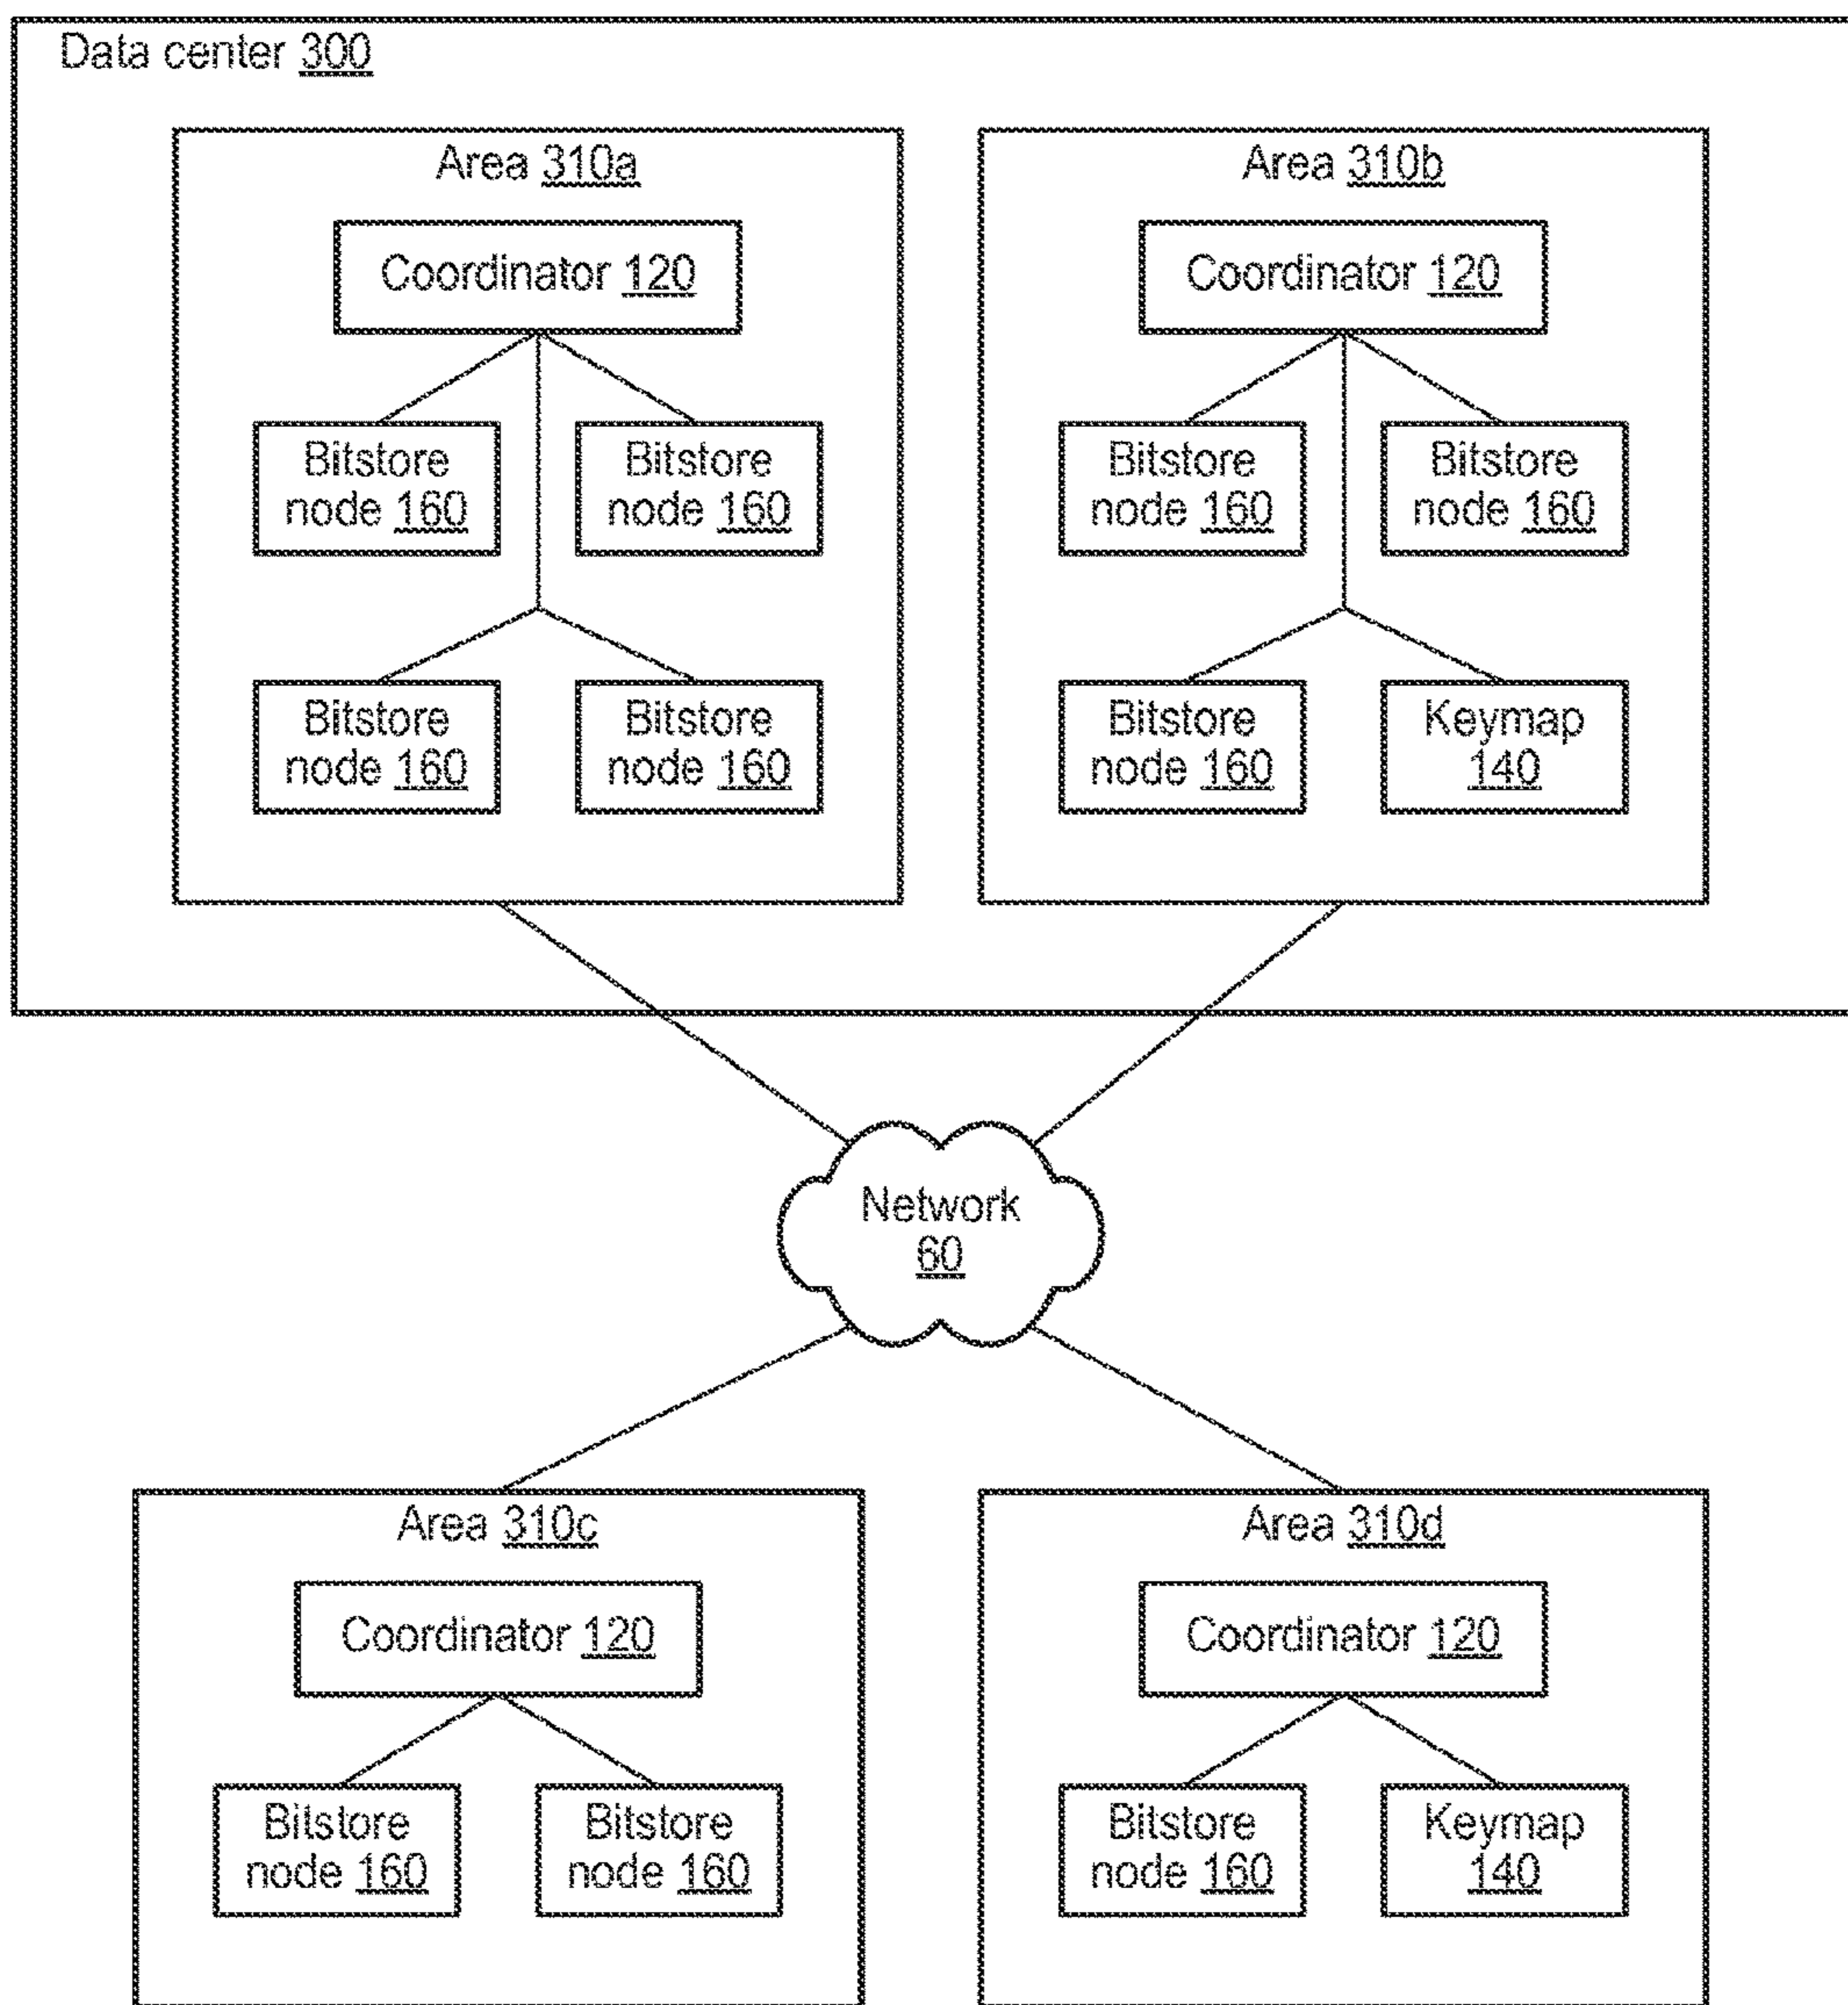 Data center 300
Area 310a
Coordinator 120
Bitstore
node 160
Bitstore
node 160
Bitstore
node 160
Bitstore
node 160
Area 310b
Coordinator 120
Bitstore
node 160
Bitstore
node 160
Bitstore
node 160
Keymap
140
Network
60
Area 310c
Coordinator 120
Bitstore
node 160
Bitstore
node 160
Area 310d
Coordinator 120
Bitstore
node 160
Keymap
140